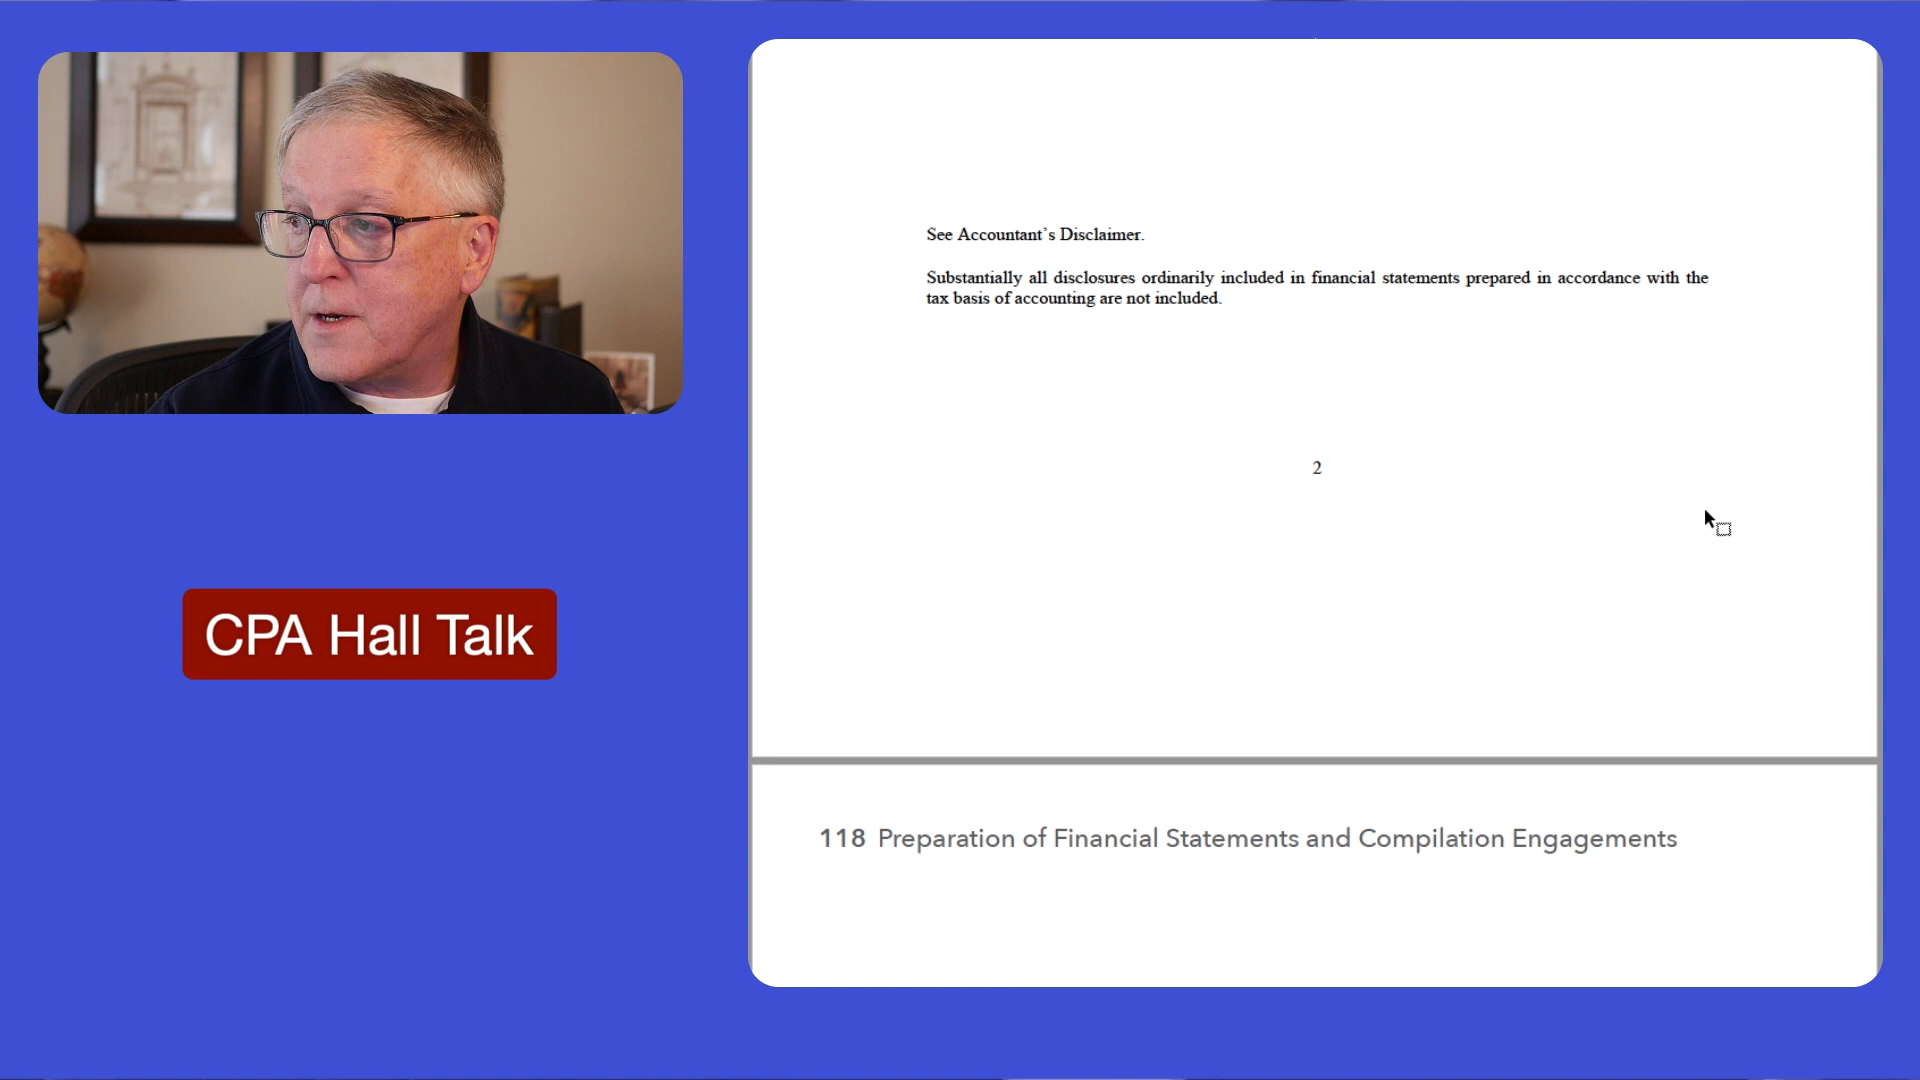 See Accountant's Disclaimer.
Substantially all disclosures ordinarily included in financial statements prepared in accordance with the
tax basis of accounting are not included.
2
CPA Hall Talk
118 Preparation of Financial Statements and Compilation Engagements